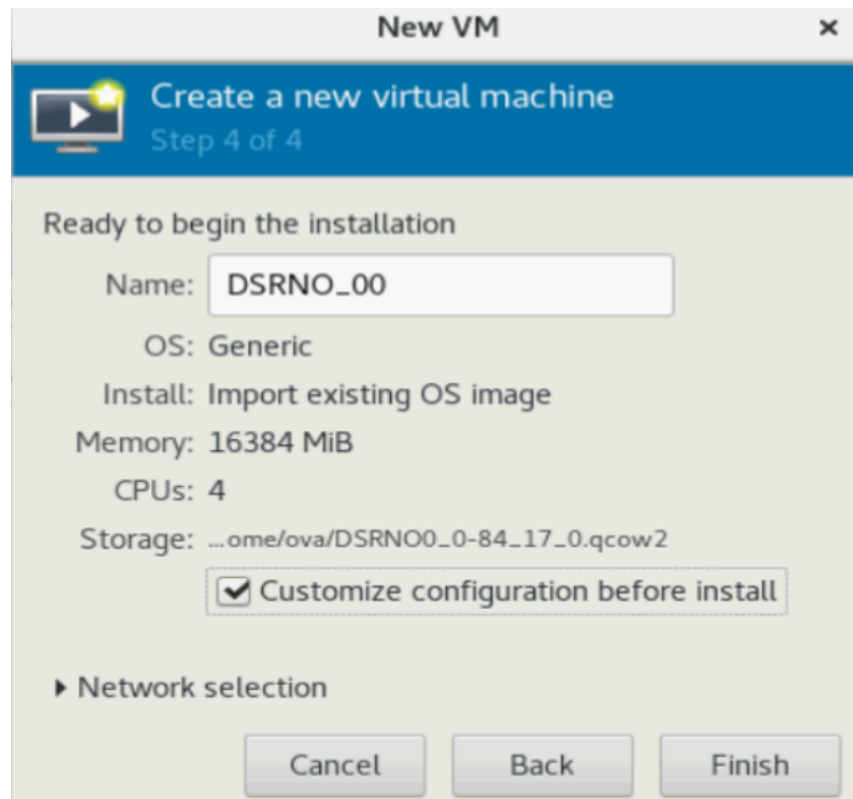 New VM ×
Create a new virtual machine
Step 4 of 4
Ready to begin the installation
Name: DSRNO_00
OS: Generic
Install: Import existing OS image
Memory: 16384 MiB
CPUs: 4
Storage: ...ome/ova/DSRNO0_0-84_17_0.qcow2
Customize configuration before install
Network selection
Cancel Back Finish